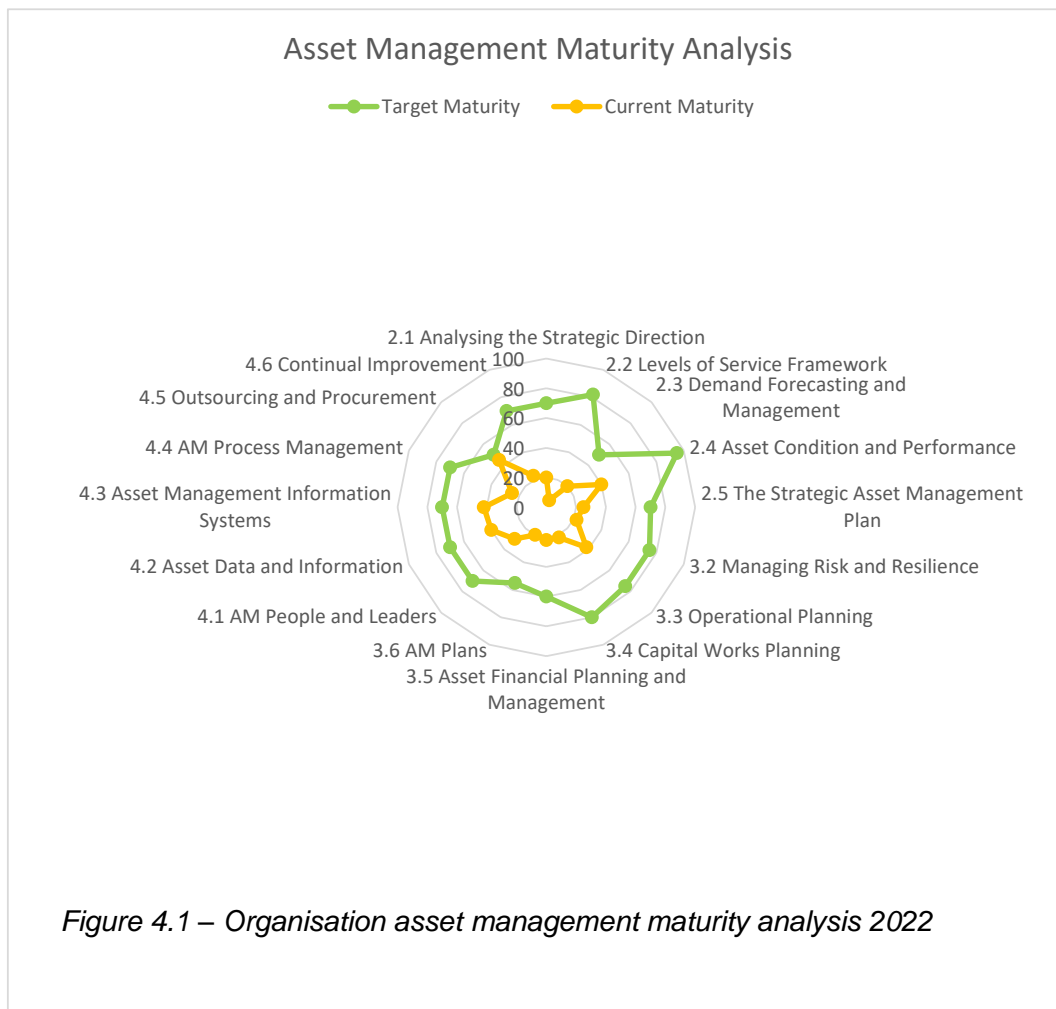 Asset Management Maturity Analysis
Target Maturity
Current Maturity
2.1 Analysing the Strategic Direction
100
80
60
40
20
0
2.2 Levels of Service Framework
2.3 Demand Forecasting and
Management
2.4 Asset Condition and Performance
2.5 The Strategic Asset Management
Plan
3.2 Managing Risk and Resilience
3.3 Operational Planning
3.4 Capital Works Planning
3.5 Asset Financial Planning and
Management
3.6 AM Plans
4.1 AM People and Leaders
4.2 Asset Data and Information
4.3 Asset Management Information
Systems
4.4 AM Process Management
4.5 Outsourcing and Procurement
4.6 Continual Improvement
Figure 4.1 – Organisation asset management maturity analysis 2022